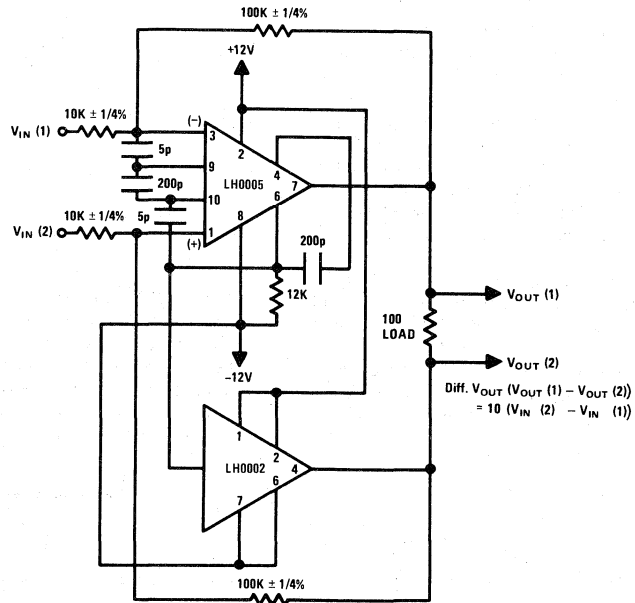 100K ± 1/4%
+12V
10K ± 1/4%
V_IN (1)
(−)
3
5p
2
4
9
7
200p
LH0005
10
6
5p
8
10K ± 1/4%
V_IN (2)
1
(+)
200p
12K
V_OUT (1)
100
LOAD
−12V
V_OUT (2)
Diff. V_OUT (V_OUT (1) − V_OUT (2))
= 10 (V_IN (2) − V_IN (1))
1
2
LH0002
4
6
7
100K ± 1/4%